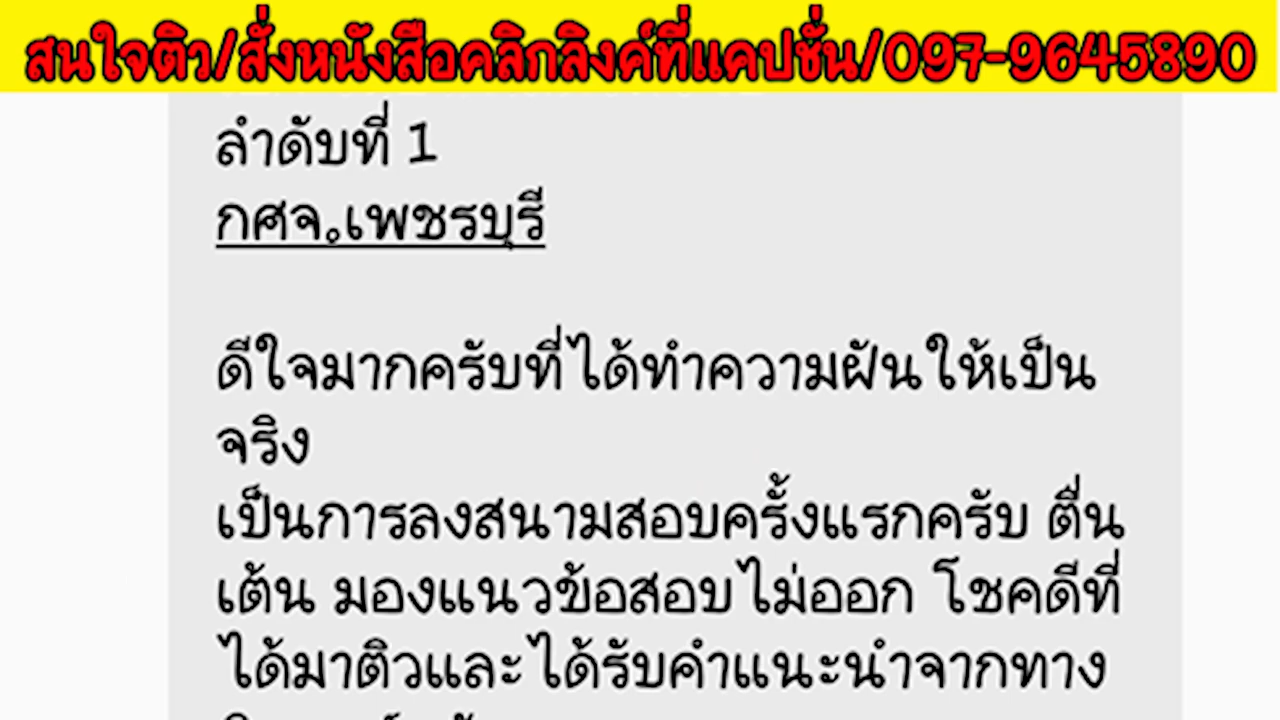 สนใจติว/สั่งหนังสือคลิกลิงค์ที่แคปชั่น/097-9645890
ลำดับที่ 1
กศจ.เพชรบุรี
ดีใจมากครับที่ได้ทำความฝันให้เป็น
จริง
เป็นการลงสนามสอบครั้งแรกครับ ตื่น
เต้น มองแนวข้อสอบไม่ออก โชคดีที่
ได้มาติวและได้รับคำแนะนำจากทาง